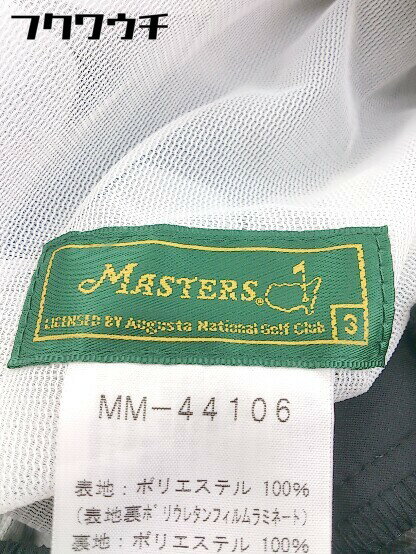 フクワウチ
MASTERS®
LICENSED BY Augusta National Golf Club
3
MM-44106
表地:ポリエステル 100%
(表地裏ポリウレタンフィルムラミネート)
裏地:ポリエステル 100%